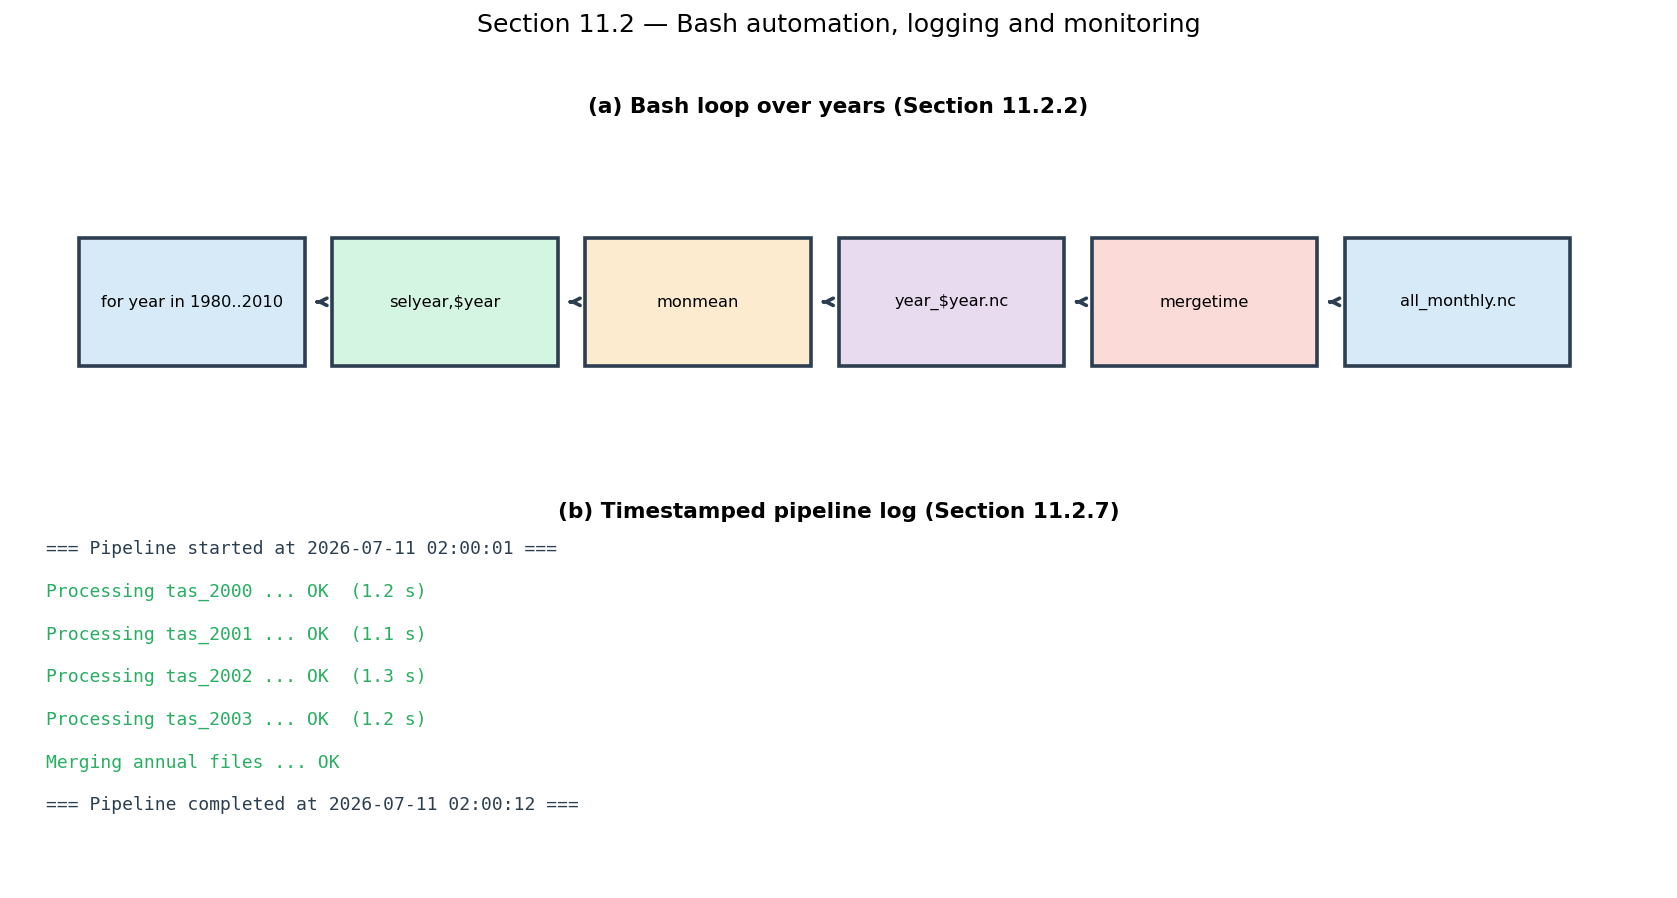 Section 11.2 — Bash automation, logging and monitoring
(a) Bash loop over years (Section 11.2.2)
for year in 1980..2010
selyear,$year
monmean
year_$year.nc
mergetime
all_monthly.nc
(b) Timestamped pipeline log (Section 11.2.7)
=== Pipeline started at 2026-07-11 02:00:01 ===
Processing tas_2000 ... OK  (1.2 s)
Processing tas_2001 ... OK  (1.1 s)
Processing tas_2002 ... OK  (1.3 s)
Processing tas_2003 ... OK  (1.2 s)
Merging annual files ... OK
=== Pipeline completed at 2026-07-11 02:00:12 ===